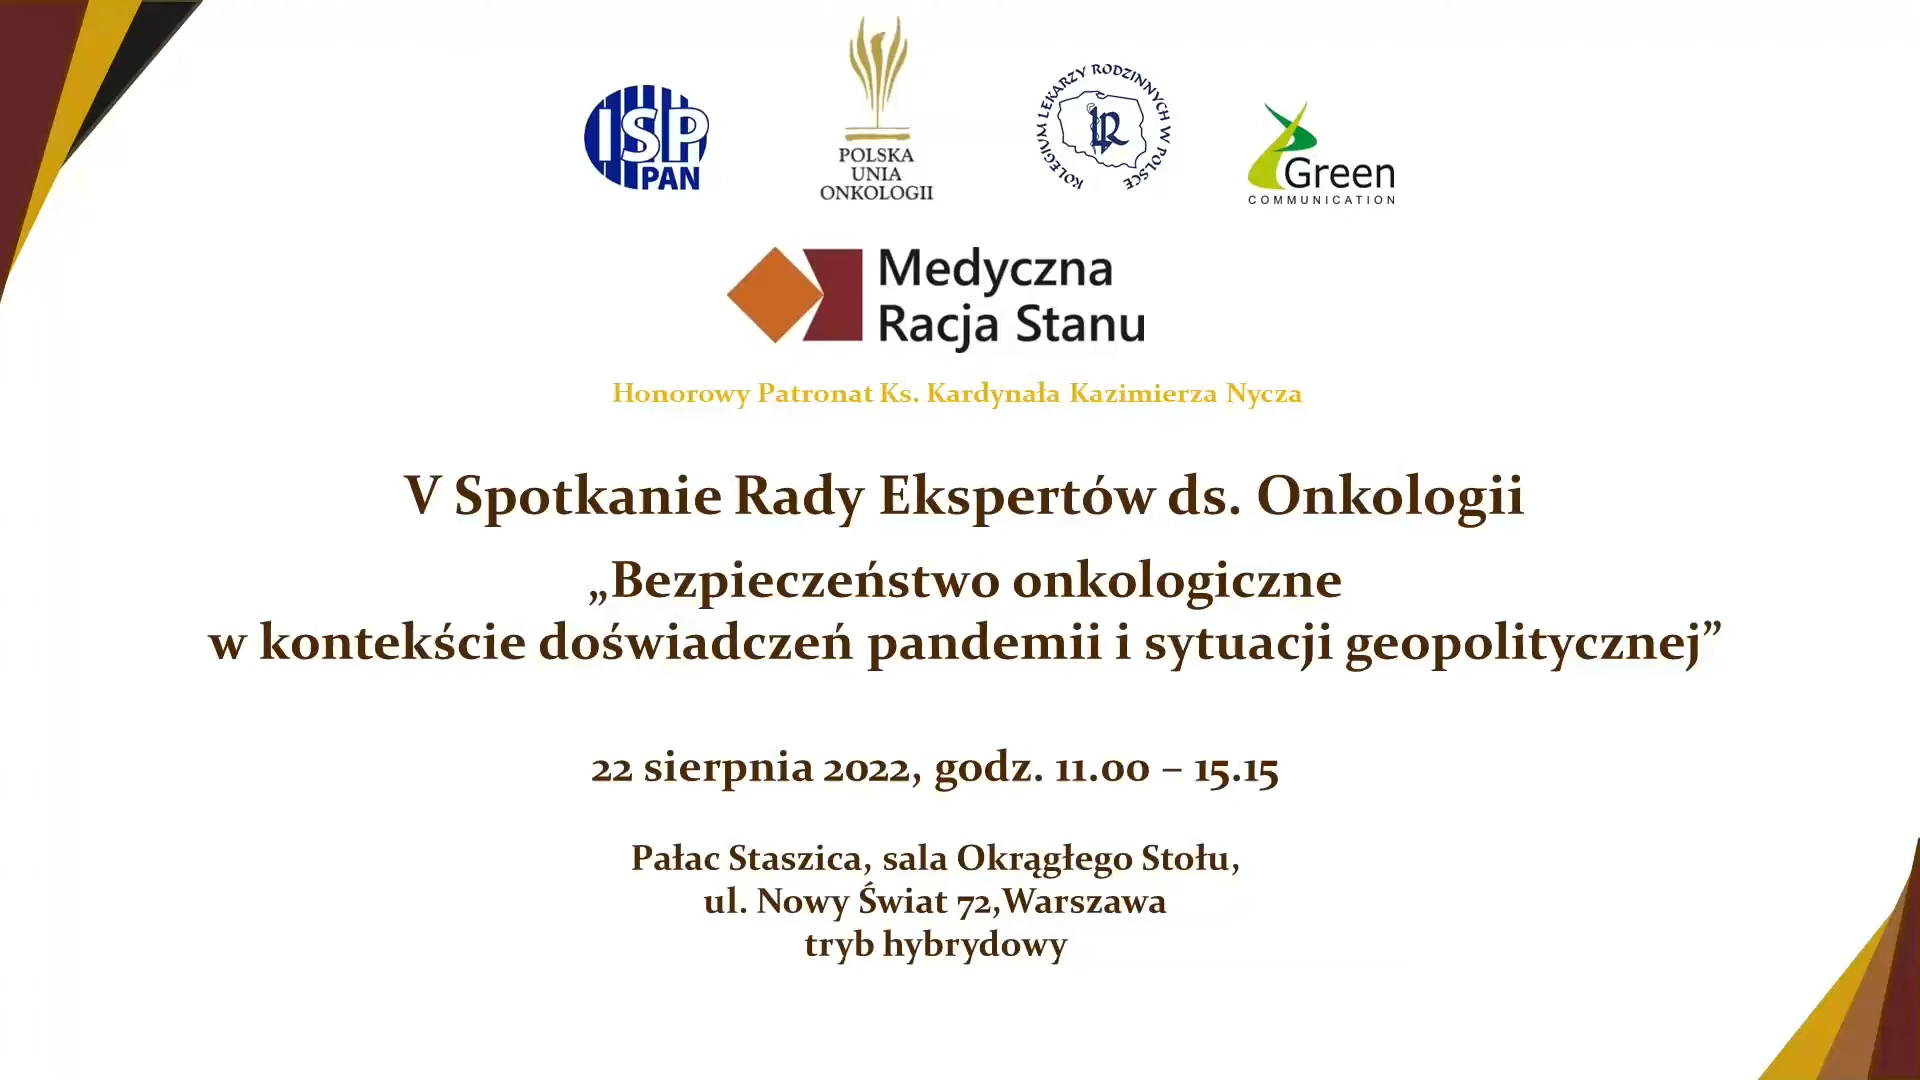 ISP
PAN
POLSKA
UNIA
ONKOLOGII
KOLEGIUM LEKARZY RODZINNYCH W POLSCE
LR
Green
COMMUNICATION
Medyczna
Racja Stanu
Honorowy Patronat Ks. Kardynała Kazimierza Nycza
V Spotkanie Rady Ekspertów ds. Onkologii
„Bezpieczeństwo onkologiczne
w kontekście doświadczeń pandemii i sytuacji geopolitycznej”
22 sierpnia 2022, godz. 11.00 – 15.15
Pałac Staszica, sala Okrągłego Stołu,
ul. Nowy Świat 72,Warszawa
tryb hybrydowy